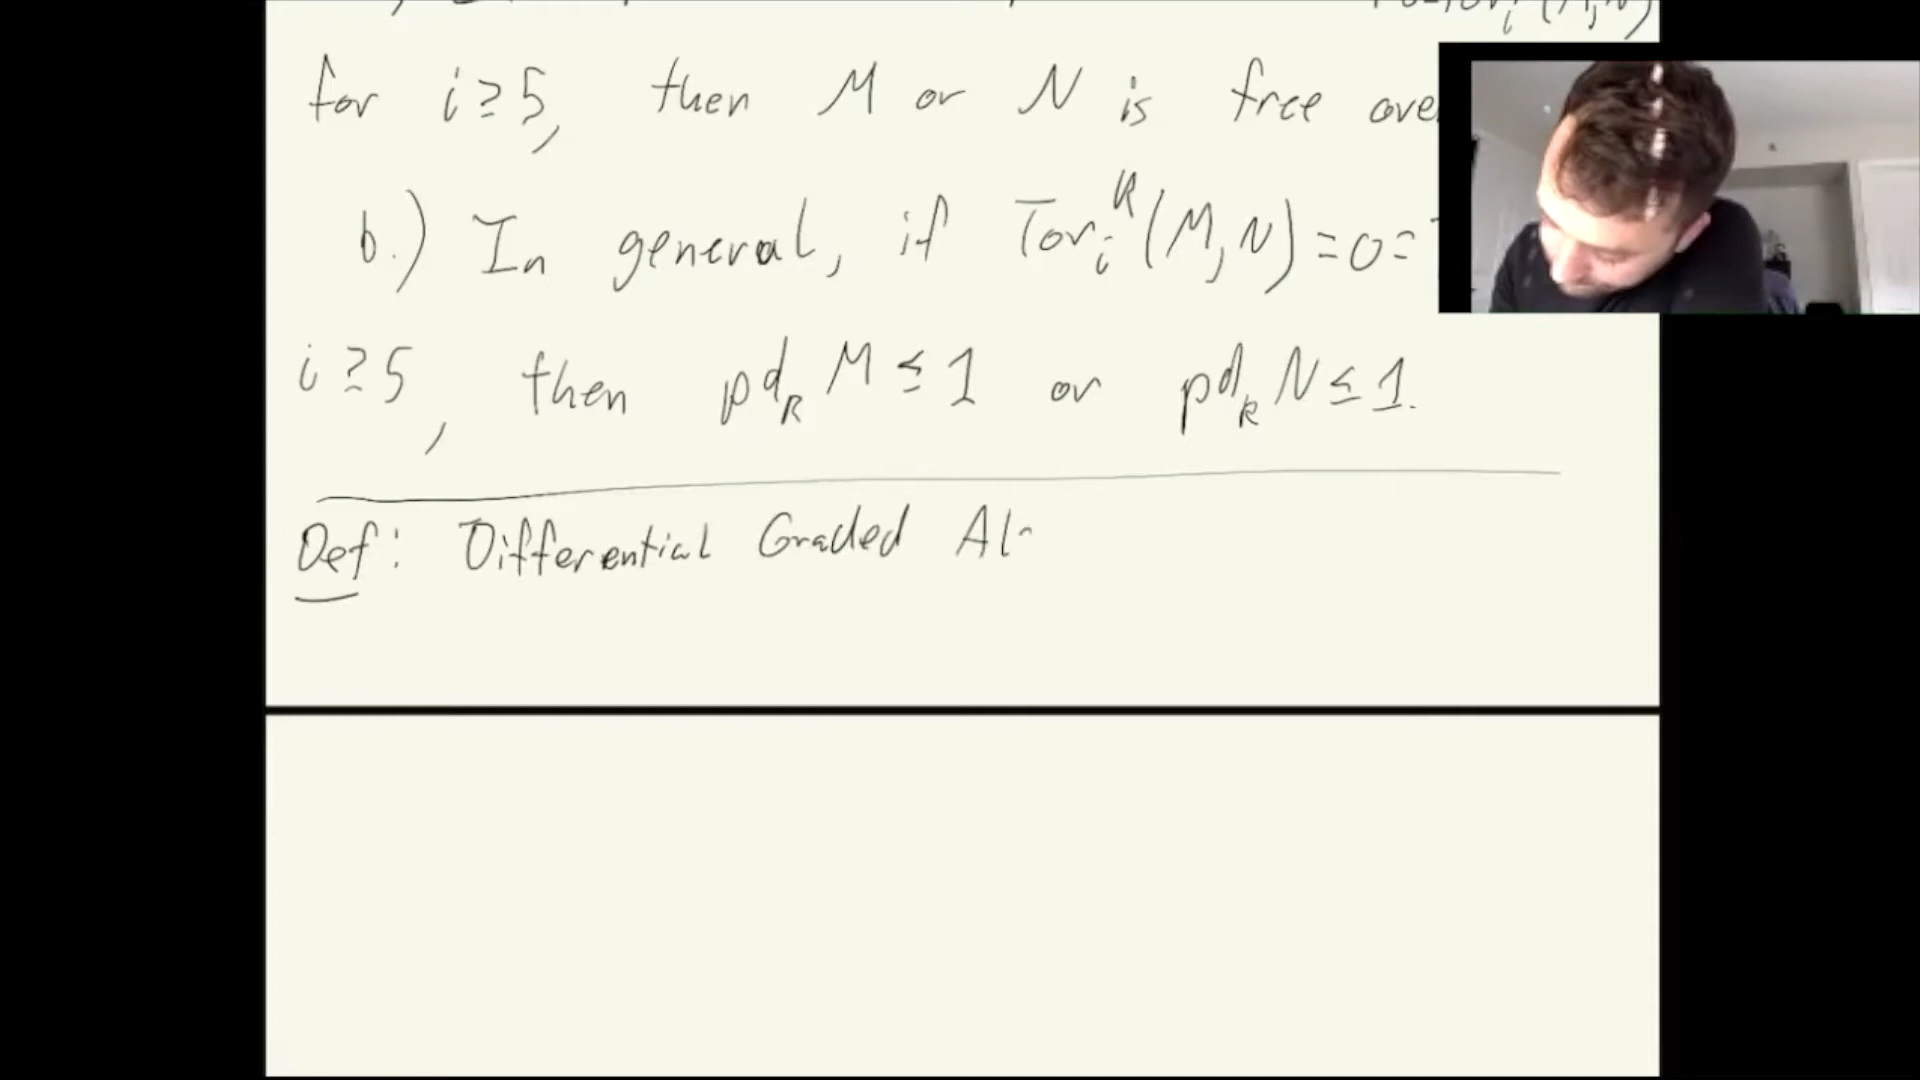 for i ≥ 5, then M or N is free ove
b.) In general, if Tor_i^R(M,N) = 0 =
i ≥ 5, then pd_R M ≤ 1 or pd_R N ≤ 1.
Def: Differential Graded Al